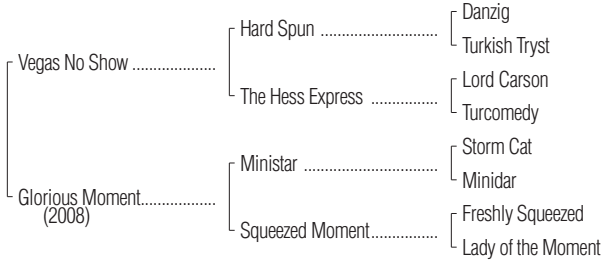 Danzig
Hard Spun ..........................
Turkish Tryst
Vegas No Show ...................
Lord Carson
The Hess Express ...............
Turcomedy
Storm Cat
Ministar ..............................
Minidar
Glorious Moment.................
(2008)
Freshly Squeezed
Squeezed Moment...............
Lady of the Moment